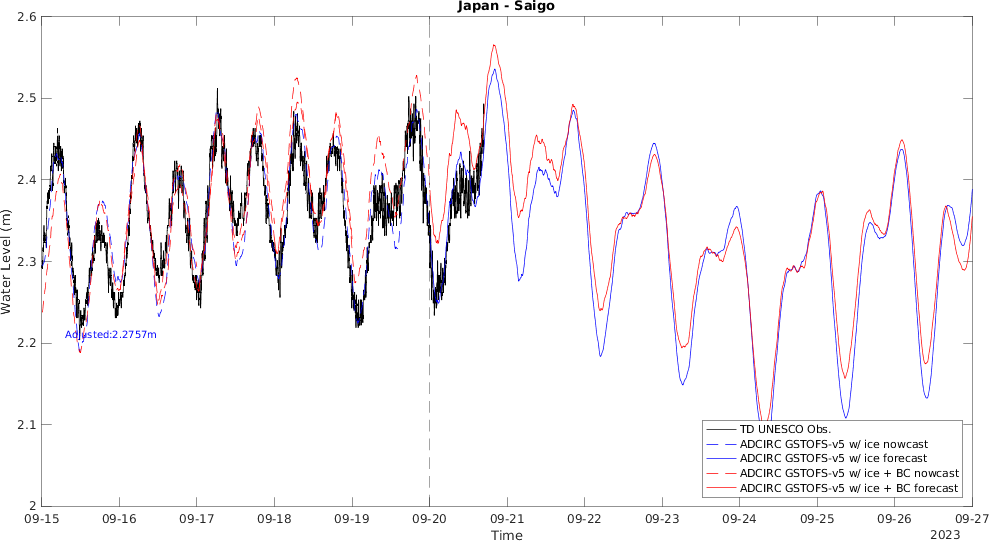 Japan - Saigo
2.6
2.5
2.4
2.3
2.2
2.1
2
Water Level (m)
Adjusted:2.2757m
TD UNESCO Obs.
ADCIRC GSTOFS-v5 w/ ice nowcast
ADCIRC GSTOFS-v5 w/ ice forecast
ADCIRC GSTOFS-v5 w/ ice + BC nowcast
ADCIRC GSTOFS-v5 w/ ice + BC forecast
09-15 09-16 09-17 09-18 09-19 09-20 09-21 09-22 09-23 09-24 09-25 09-26 09-27
Time
2023